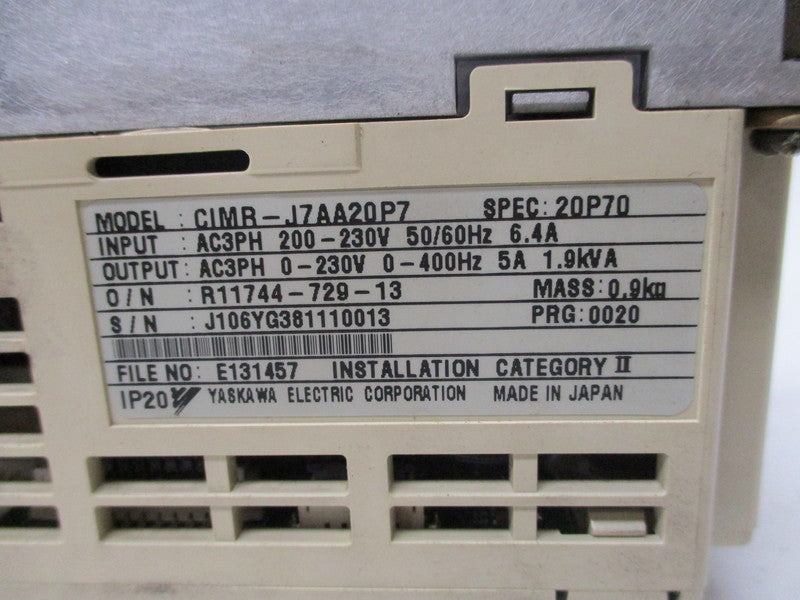 MODEL : CIMR-J7AA20P7 SPEC: 20P70
INPUT : AC3PH 200-230V 50/60Hz 6.4A
OUTPUT: AC3PH 0-230V 0-400Hz 5A 1.9kVA
O/N : R11744-729-13 MASS: 0.9kg
S/N : J106YG381110013 PRG: 0020
FILE NO: E131457 INSTALLATION CATEGORY II
IP20 YASKAWA ELECTRIC CORPORATION MADE IN JAPAN